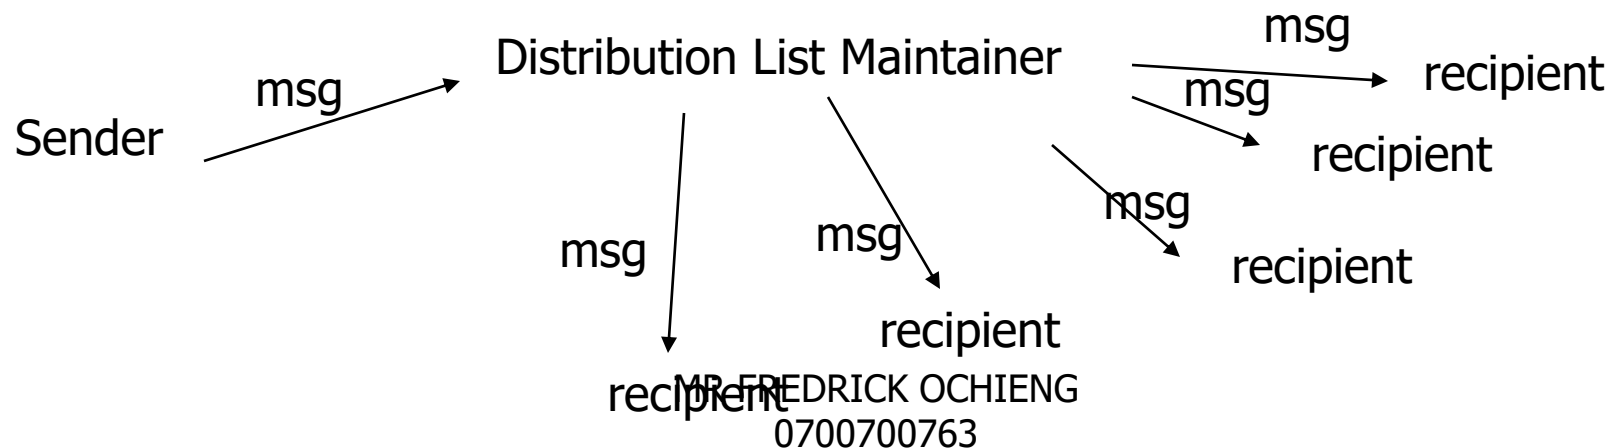 msg
Distribution List Maintainer
recipient
msg
msg
Sender
recipient
msg
msg
msg
recipient
recipient
recipient
MR FREDRICK OCHIENG
0700700763